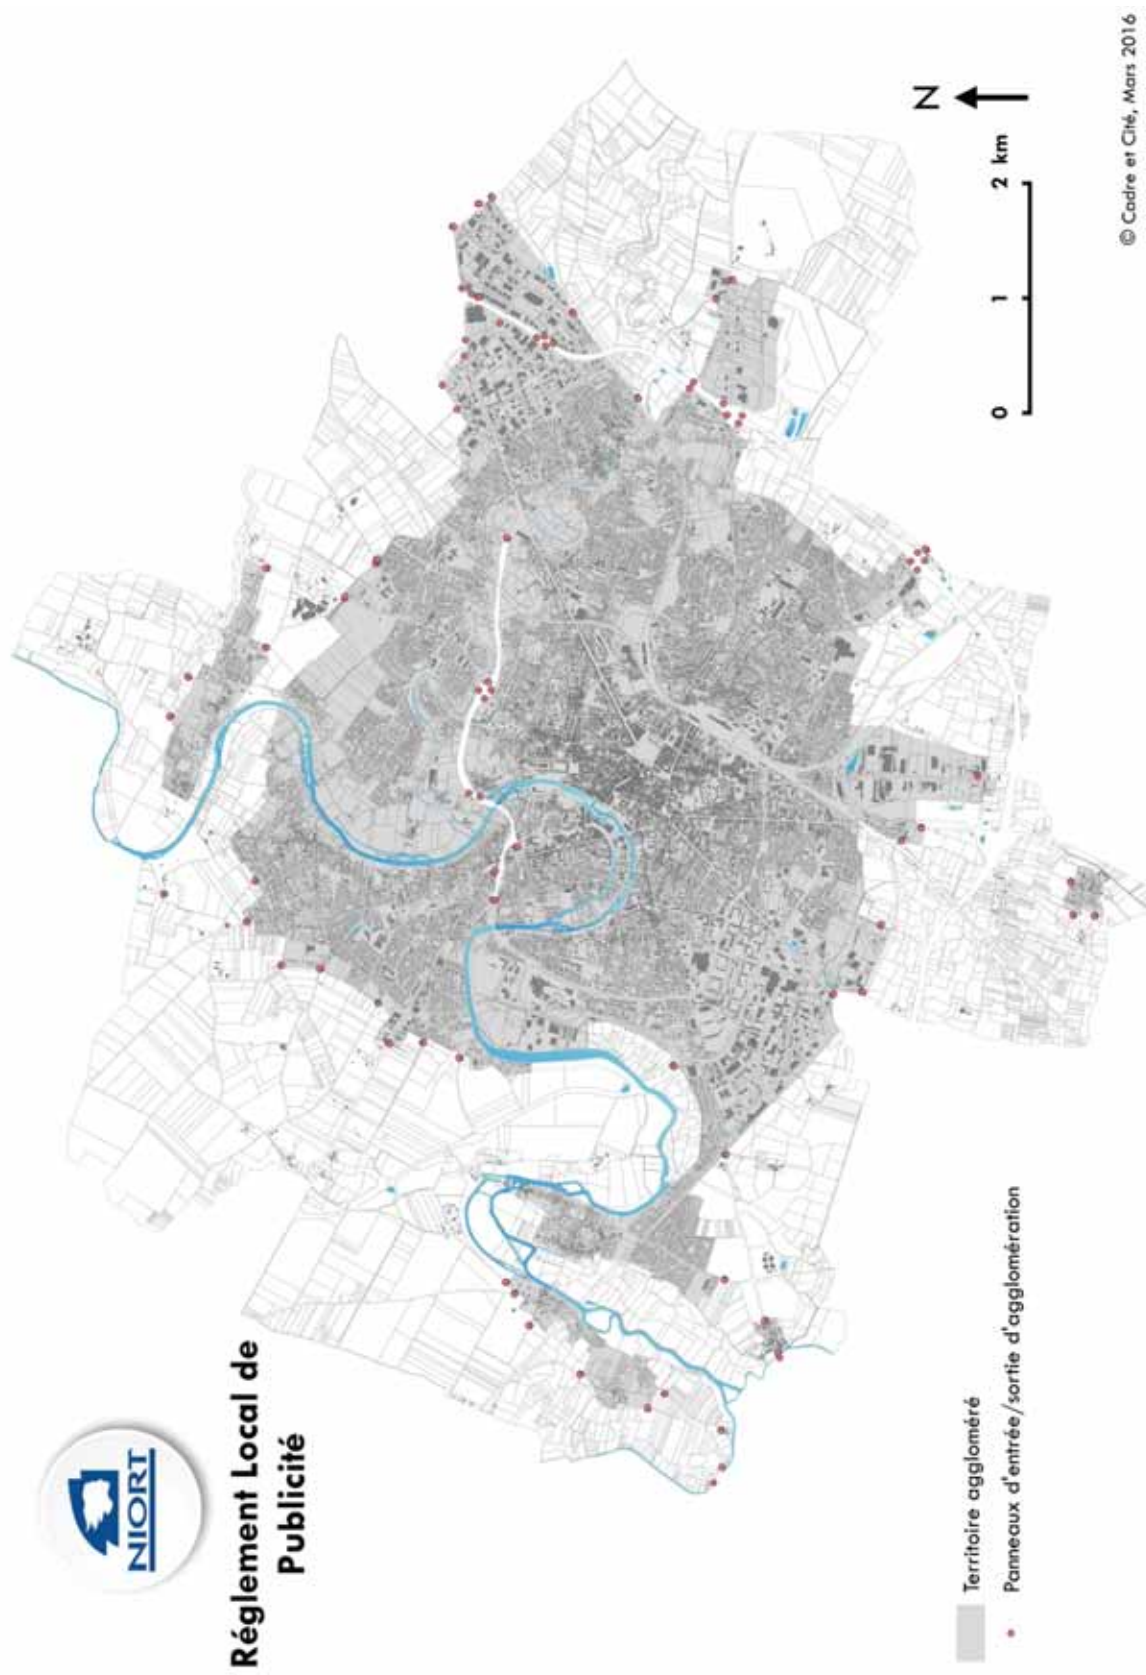 NIORT
Réglement Local de
Publicité
Territoire aggloméré
Panneaux d'entrée/sortie d'agglomération
N
0 1 2 km
© Cadre et Cité, Mars 2016